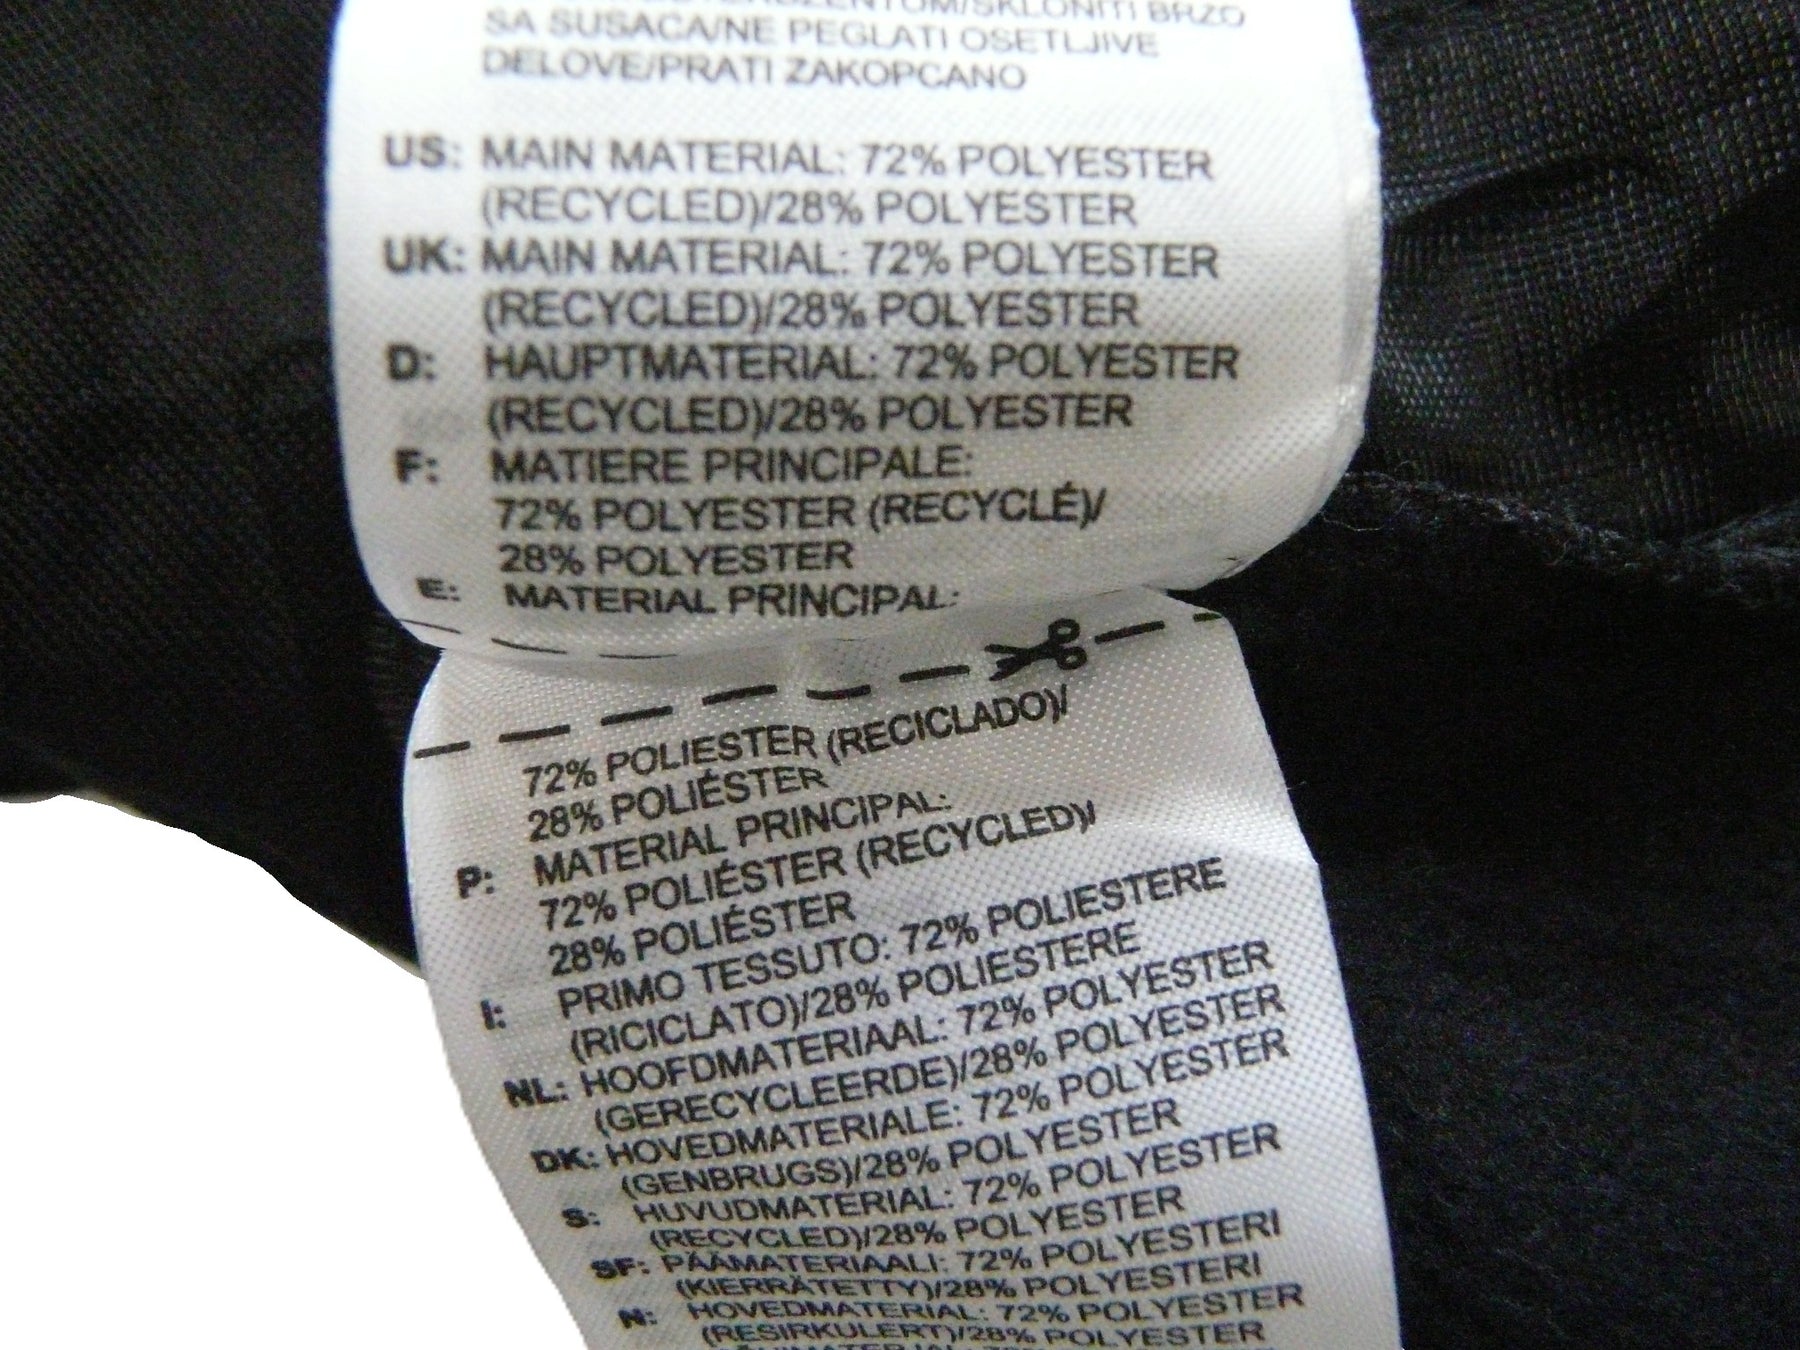 SKLONITI BRZO
SA SUSACA/NE PEGLATI OSETLJIVE
DELOVE/PRATI ZAKOPCANO
US: MAIN MATERIAL: 72% POLYESTER
(RECYCLED)/28% POLYESTER
UK: MAIN MATERIAL: 72% POLYESTER
(RECYCLED)/28% POLYESTER
D: HAUPTMATERIAL: 72% POLYESTER
(RECYCLED)/28% POLYESTER
F: MATIERE PRINCIPALE:
72% POLYESTER (RECYCLÉ)/
28% POLYESTER
E: MATERIAL PRINCIPAL:
72% POLIESTER (RECICLADO)/
28% POLIÉSTER
P: MATERIAL PRINCIPAL:
72% POLIÉSTER (RECYCLED)/
28% POLIÉSTER
I: PRIMO TESSUTO: 72% POLIESTERE
(RICICLATO)/28% POLIESTERE
NL: HOOFDMATERIAAL: 72% POLYESTER
(GERECYCLEERDE)/28% POLYESTER
DK: HOVEDMATERIALE: 72% POLYESTER
(GENBRUGS)/28% POLYESTER
S: HUVUDMATERIAL: 72% POLYESTER
(RECYCLED)/28% POLYESTER
SF: PÄÄMATERIAALI: 72% POLYESTERI
(KIERRÄTETTY)/28% POLYESTERI
N: HOVEDMATERIAL: 72% POLYESTER
(RESIRKULERT)/28% POLYESTER